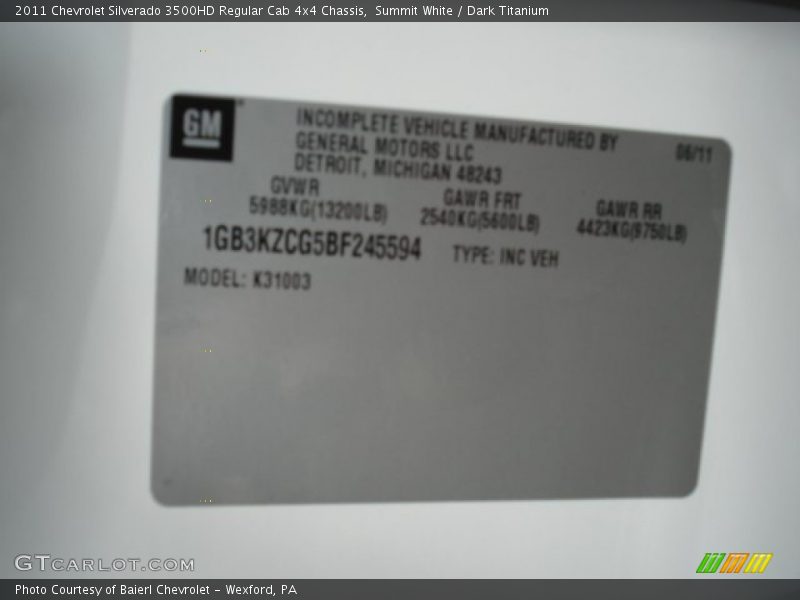 2011 Chevrolet Silverado 3500HD Regular Cab 4x4 Chassis,  Summit White / Dark Titanium
GM
INCOMPLETE VEHICLE MANUFACTURED BY
GENERAL MOTORS LLC
DETROIT, MICHIGAN 48243
06/11
GVWR
5988KG(13200LB)
GAWR FRT
2540KG(5600LB)
GAWR RR
4423KG(9750LB)
1GB3KZCG5BF245594
TYPE: INC VEH
MODEL: K31003
GTCARLOT.COM
Photo Courtesy of Baierl Chevrolet - Wexford, PA